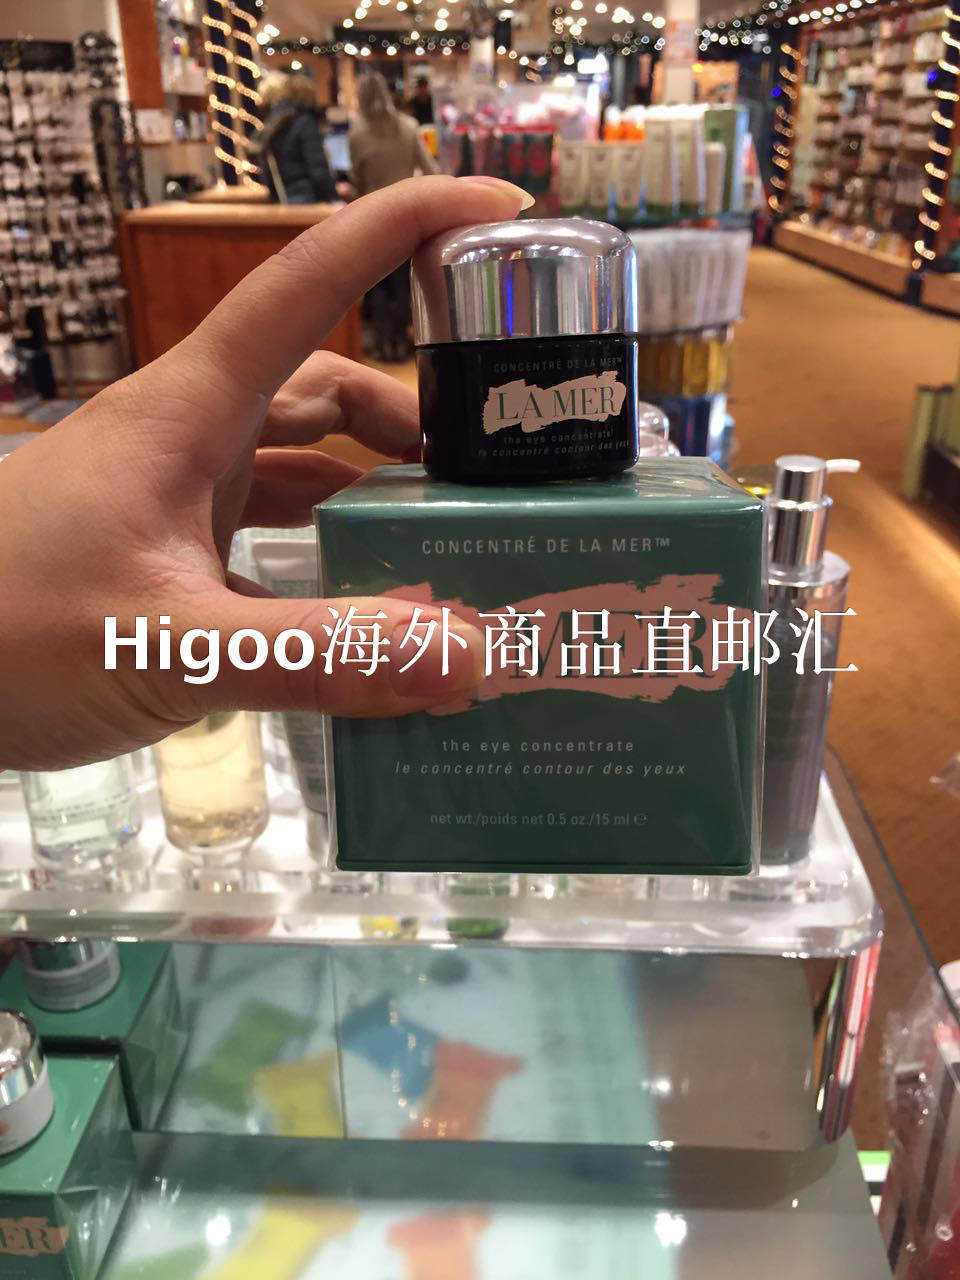 CONCENTRÉ DE LA MER™
LA MER
the eye concentrate
le concentré contour des yeux
CONCENTRÉ DE LA MER™
MER
Higoo海外商品直邮汇
the eye concentrate
le concentré contour des yeux
net wt./poids net 0.5 oz./15 ml ℮
ER